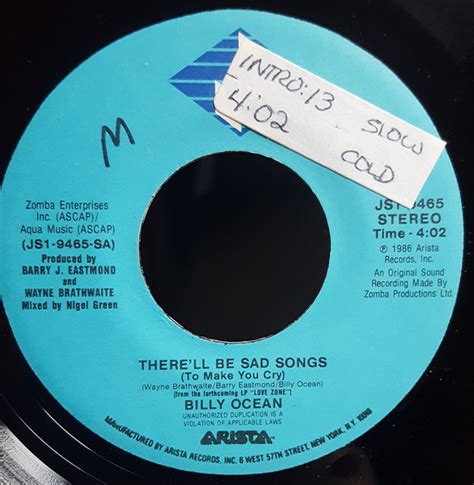 INTRO:13 SLOW
4:02 COLD
M
Zomba Enterprises
Inc. (ASCAP)/
Aqua Music (ASCAP)
(JS1-9465-SA)
Produced by
BARRY J. EASTMOND
and
WAYNE BRATHWAITE
Mixed by Nigel Green
JS1-9465
STEREO
Time - 4:02
℗ 1986 Arista
Records, Inc.
An Original Sound
Recording Made By
Zomba Productions Ltd.
THERE'LL BE SAD SONGS
(To Make You Cry)
(Wayne Brathwaite/Barry Eastmond/Billy Ocean)
(from the forthcoming LP "LOVE ZONE")
BILLY OCEAN
UNAUTHORIZED DUPLICATION IS A
VIOLATION OF APPLICABLE LAWS
ARISTA
MANUFACTURED BY ARISTA RECORDS, INC. 6 WEST 57TH STREET, NEW YORK, N.Y. 10019